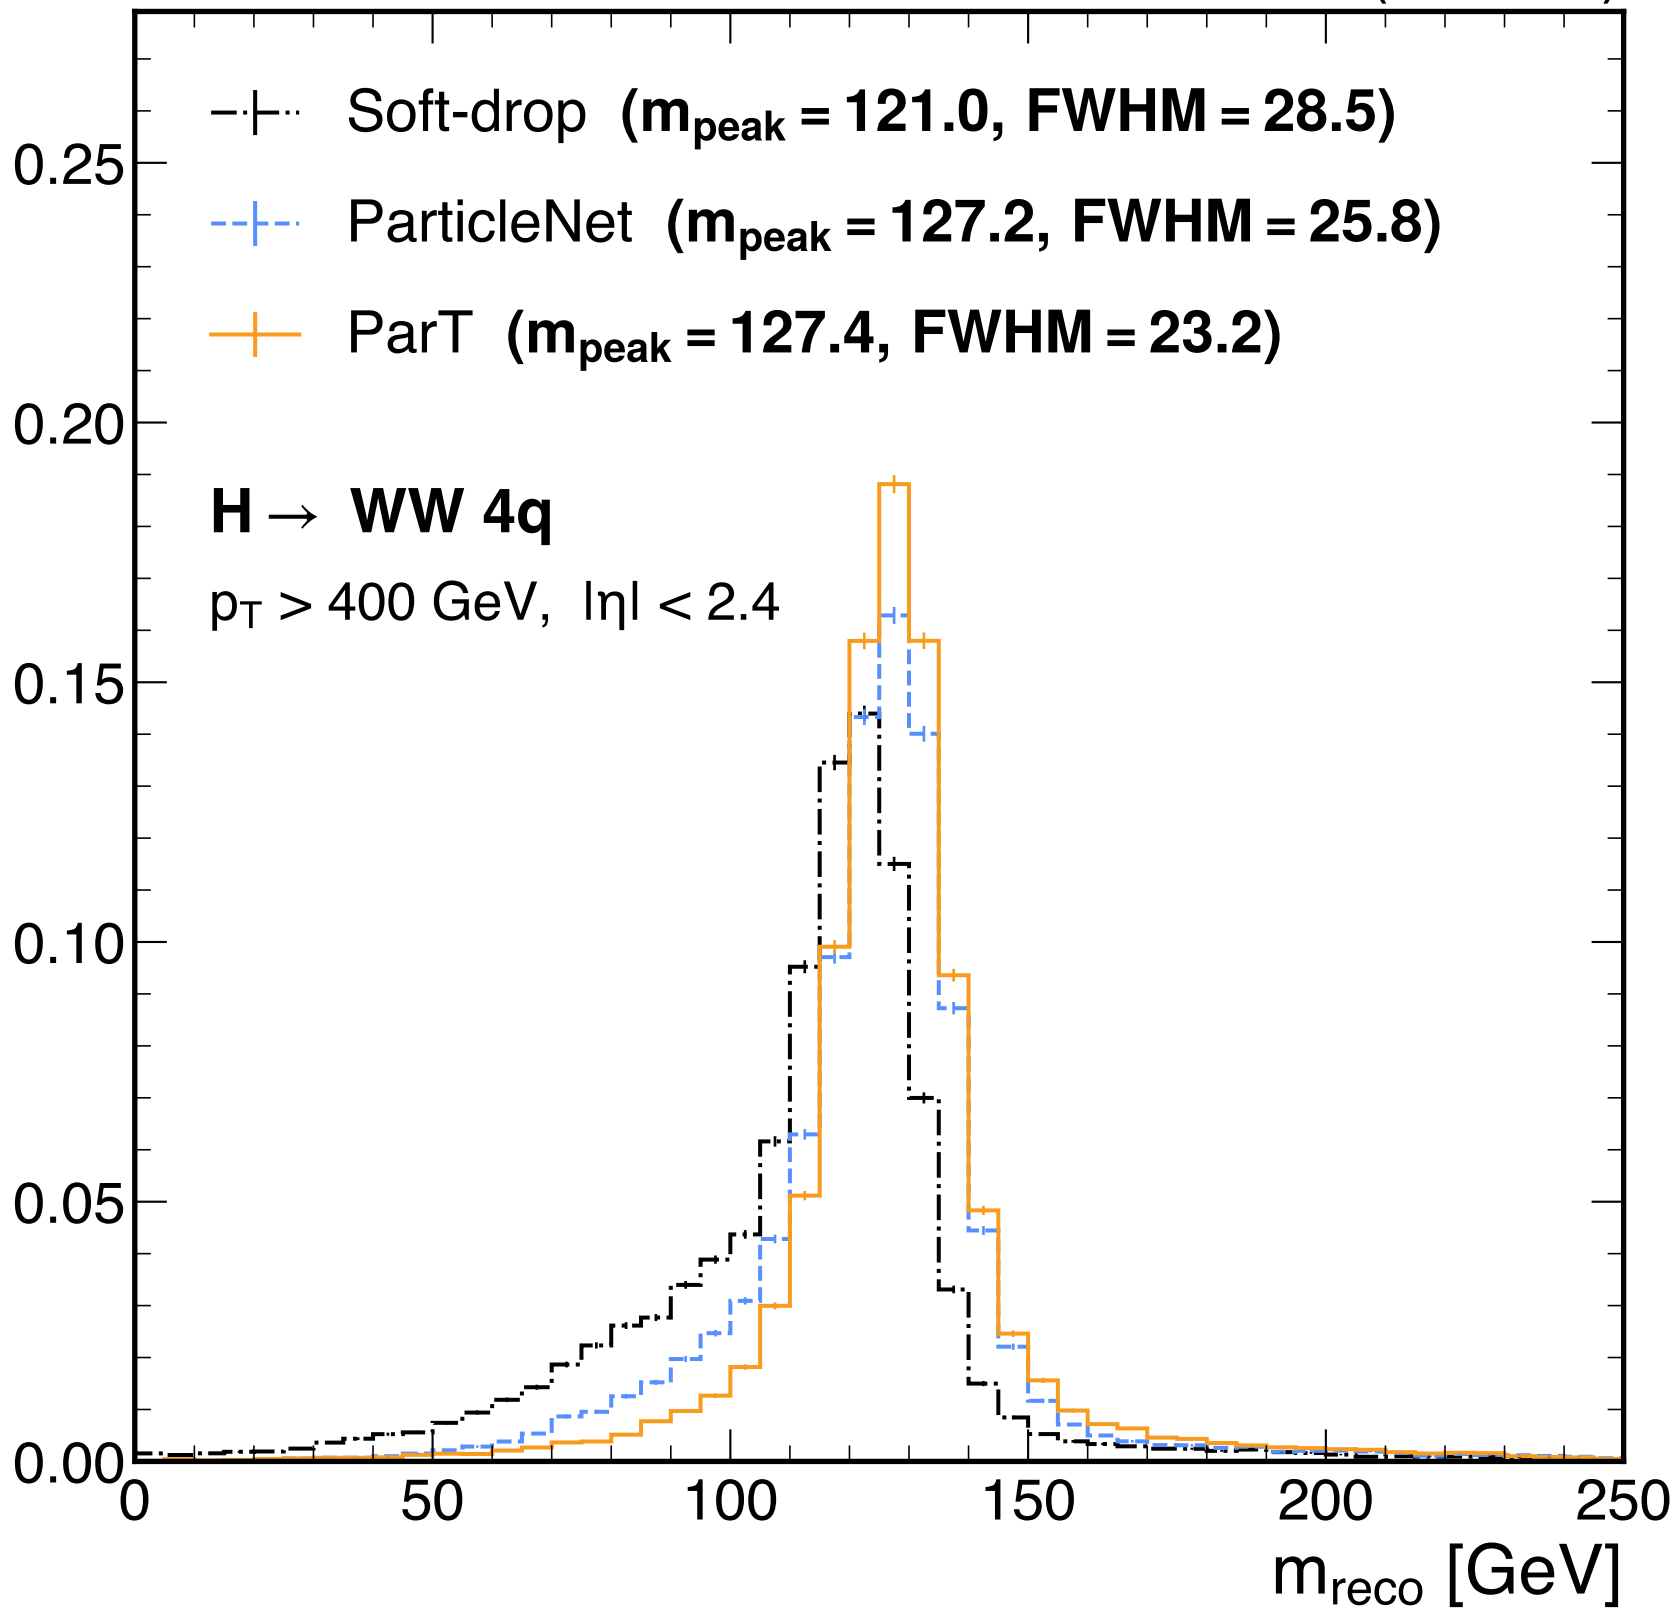 Soft-drop (m_peak = 121.0, FWHM = 28.5)
ParticleNet (m_peak = 127.2, FWHM = 25.8)
ParT (m_peak = 127.4, FWHM = 23.2)
H → WW 4q
p_T > 400 GeV, |η| < 2.4
0.25
0.20
0.15
0.10
0.05
0.00
0 50 100 150 200 250
m_reco [GeV]